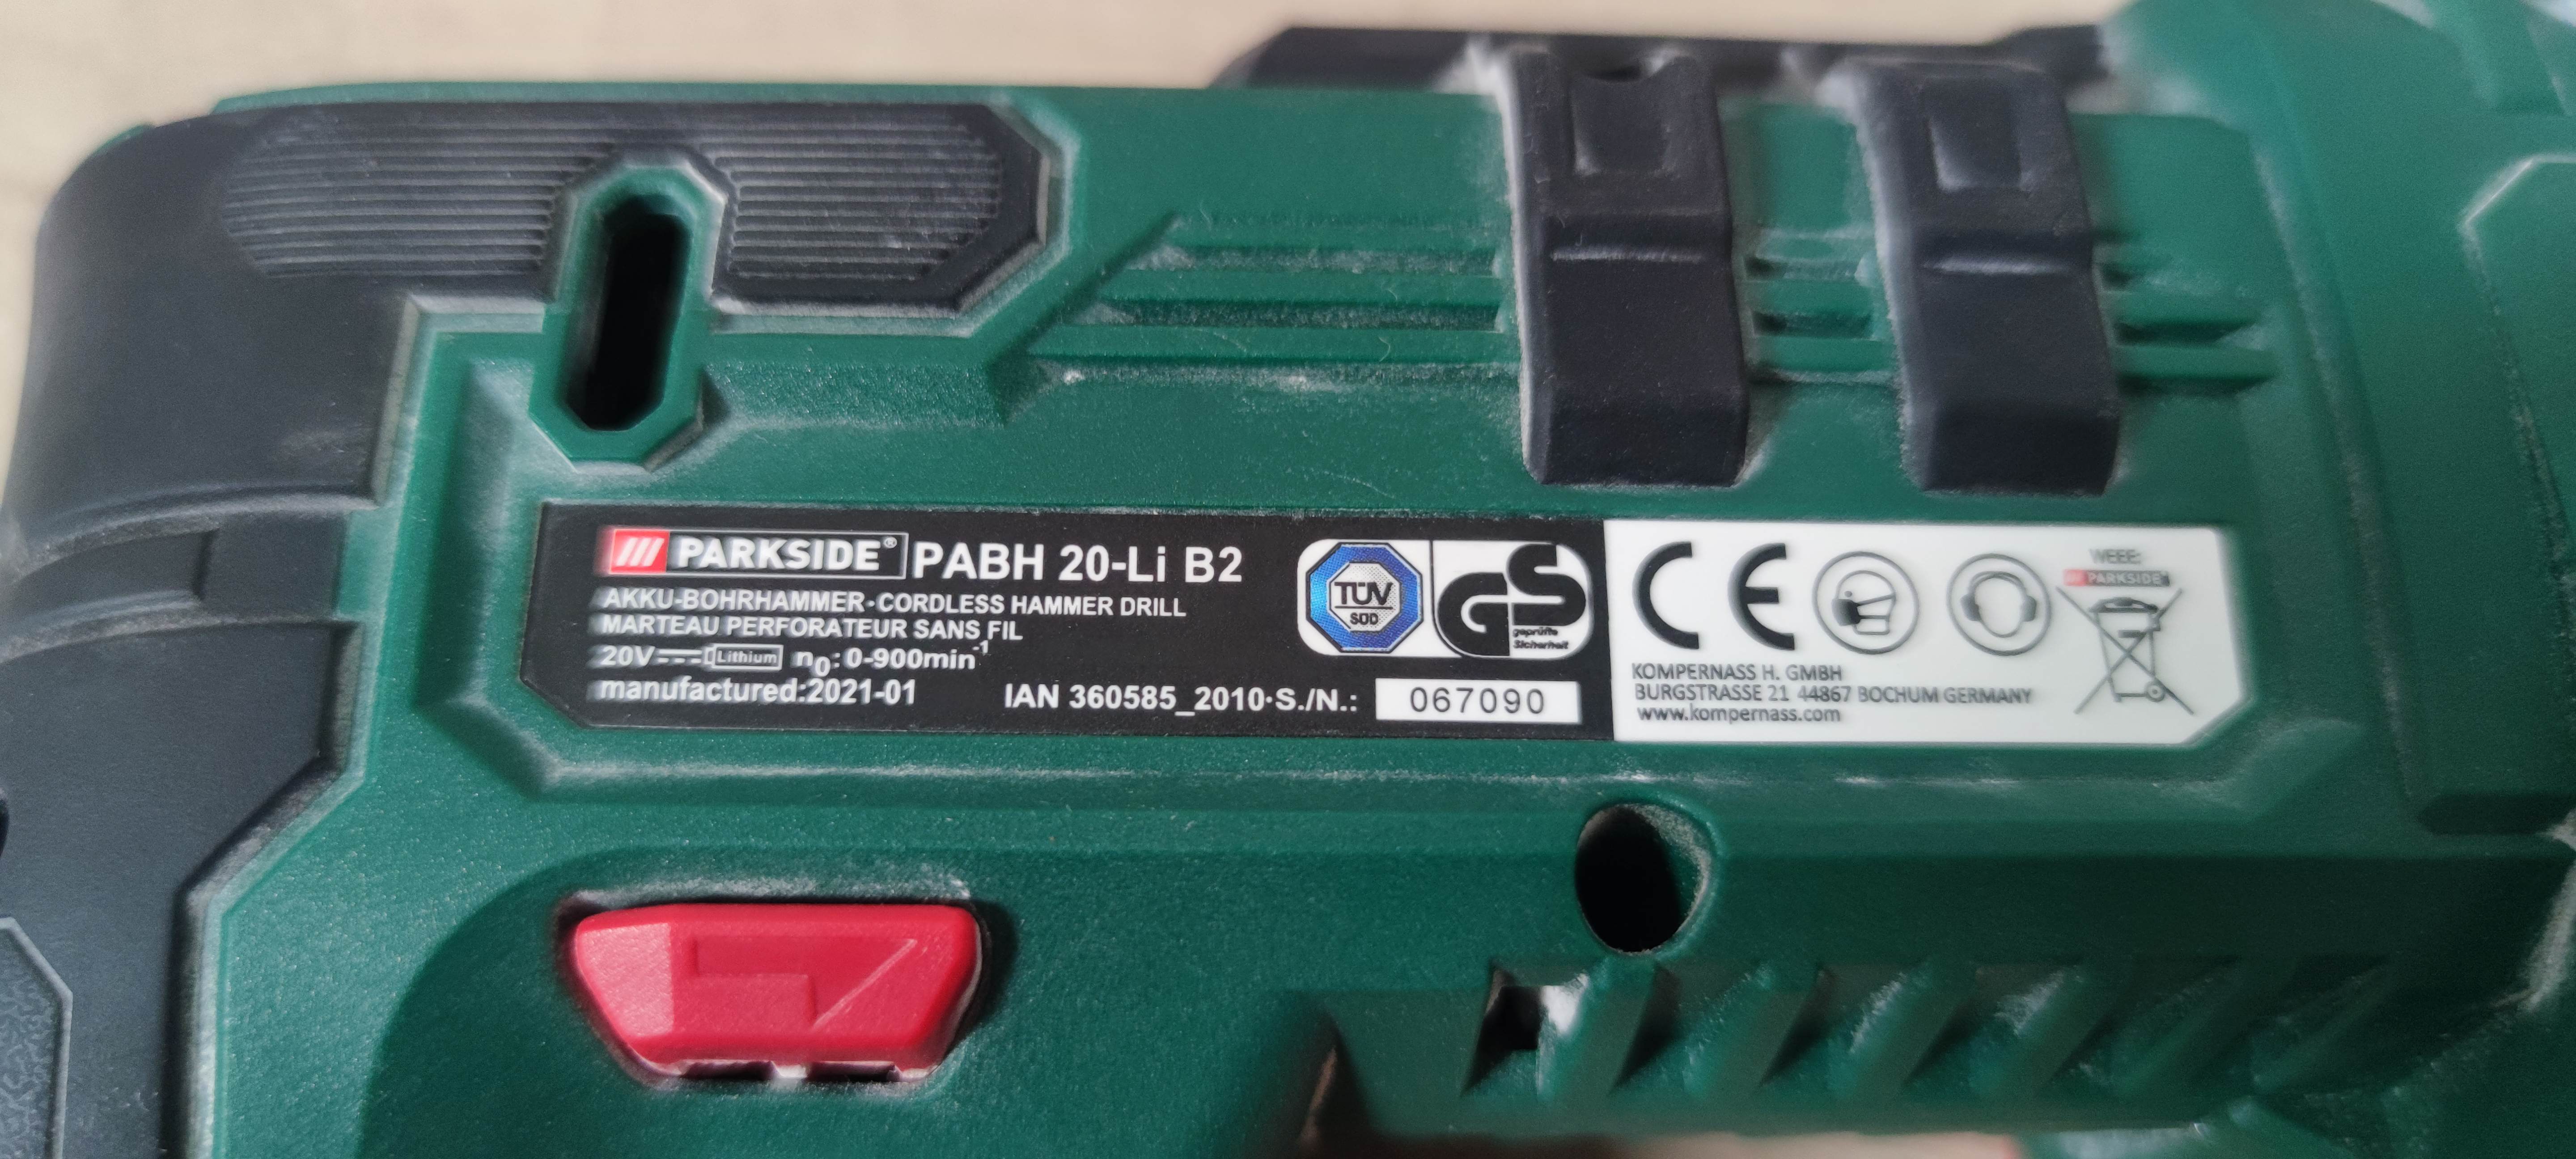 PARKSIDE® PABH 20-Li B2
AKKU-BOHRHAMMER·CORDLESS HAMMER DRILL
MARTEAU PERFORATEUR SANS FIL
20V Lithium n0: 0-900min-1
manufactured:2021-01 IAN 360585_2010·S./N.: 067090
TÜV
SÜD
GS
geprüfte
Sicherheit
CE
WEEE:
PARKSIDE
KOMPERNASS H. GMBH
BURGSTRASSE 21 44867 BOCHUM GERMANY
www.kompernass.com